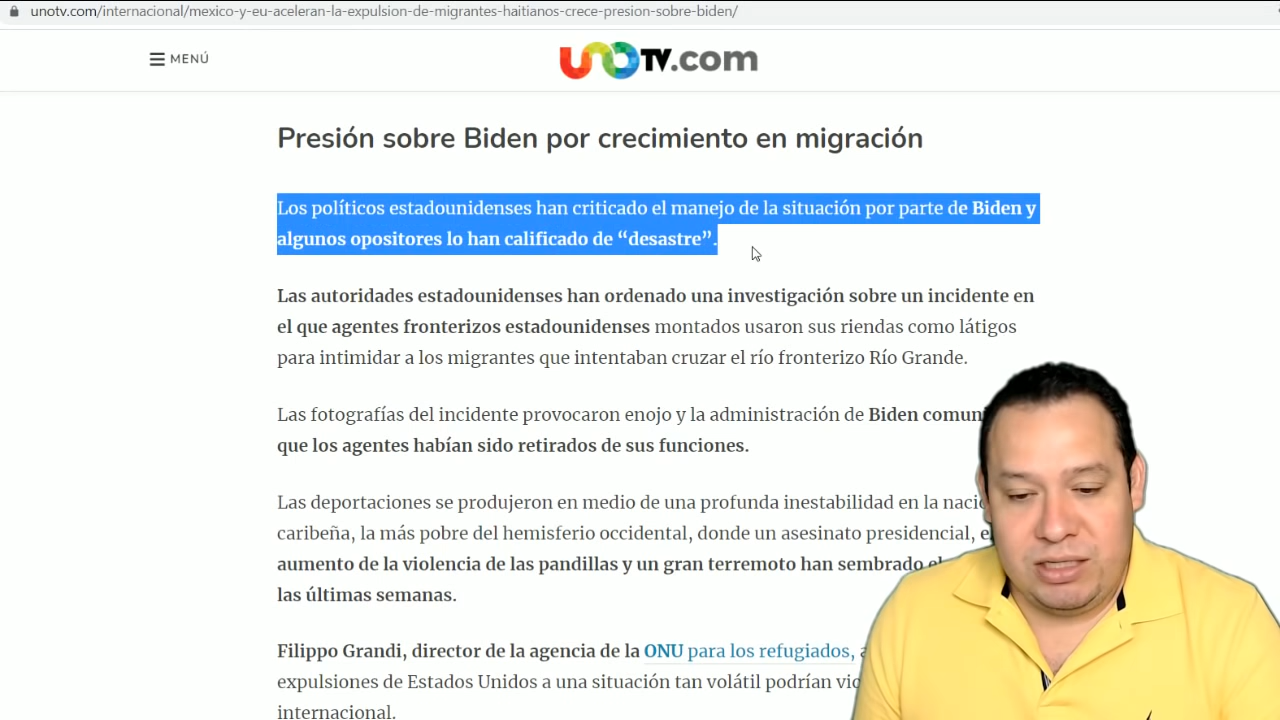 unotv.com/internacional/mexico-y-eu-aceleran-la-expulsion-de-migrantes-haitianos-crece-presion-sobre-biden/
MENÚ
UNOTV.com
Presión sobre Biden por crecimiento en migración
Los políticos estadounidenses han criticado el manejo de la situación por parte de Biden y
algunos opositores lo han calificado de “desastre”.
Las autoridades estadounidenses han ordenado una investigación sobre un incidente en
el que agentes fronterizos estadounidenses montados usaron sus riendas como látigos
para intimidar a los migrantes que intentaban cruzar el río fronterizo Río Grande.
Las fotografías del incidente provocaron enojo y la administración de Biden
que los agentes habían sido retirados de sus funciones.
Las deportaciones se produjeron en medio de una profunda inestabilidad en la
caribeña, la más pobre del hemisferio occidental, donde un asesinato presidencial,
aumento de la violencia de las pandillas y un gran terremoto han sembrado
las últimas semanas.
Filippo Grandi, director de la agencia de la ONU para los refugiados,
expulsiones de Estados Unidos a una situación tan volátil podrían
internacional.